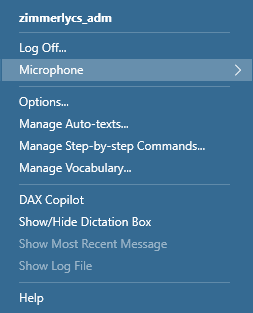 zimmerlycs_adm
Log Off...
Microphone
Options...
Manage Auto-texts...
Manage Step-by-step Commands...
Manage Vocabulary...
DAX Copilot
Show/Hide Dictation Box
Show Most Recent Message
Show Log File
Help